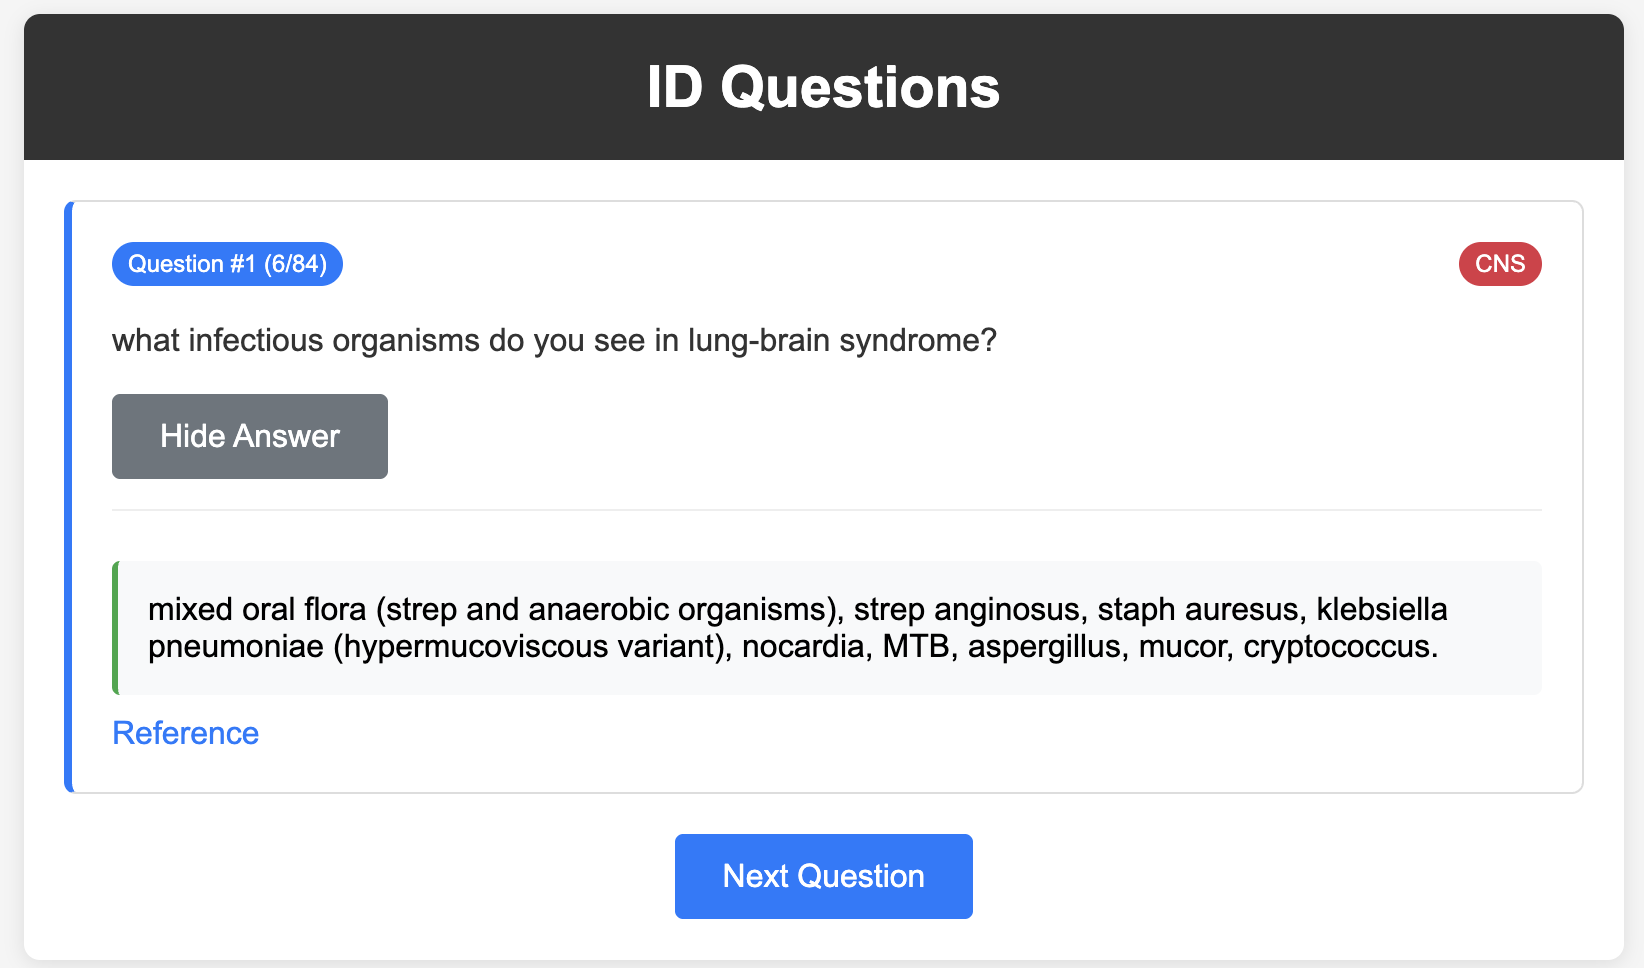 ID Questions
Question #1 (6/84)
CNS
what infectious organisms do you see in lung-brain syndrome?
Hide Answer
mixed oral flora (strep and anaerobic organisms), strep anginosus, staph auresus, klebsiella
pneumoniae (hypermucoviscous variant), nocardia, MTB, aspergillus, mucor, cryptococcus.
Reference
Next Question